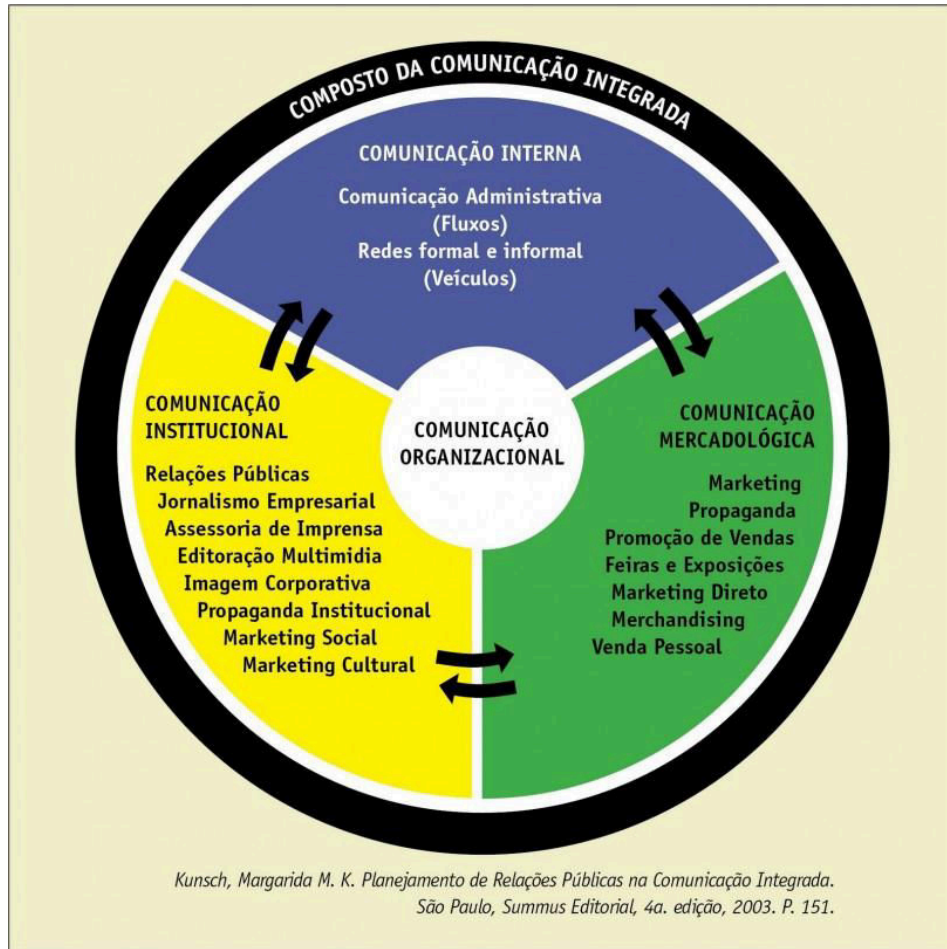 COMPOSTO DA COMUNICAÇÃO INTEGRADA
COMUNICAÇÃO INTERNA
Comunicação Administrativa
(Fluxos)
Redes formal e informal
(Veículos)
COMUNICAÇÃO
INSTITUCIONAL
Relações Públicas
Jornalismo Empresarial
Assessoria de Imprensa
Editoração Multimidia
Imagem Corporativa
Propaganda Institucional
Marketing Social
Marketing Cultural
COMUNICAÇÃO
ORGANIZACIONAL
COMUNICAÇÃO
MERCADOLÓGICA
Marketing
Propaganda
Promoção de Vendas
Feiras e Exposições
Marketing Direto
Merchandising
Venda Pessoal
Kunsch, Margarida M. K. Planejamento de Relações Públicas na Comunicação Integrada.
São Paulo, Summus Editorial, 4a. edição, 2003. P. 151.